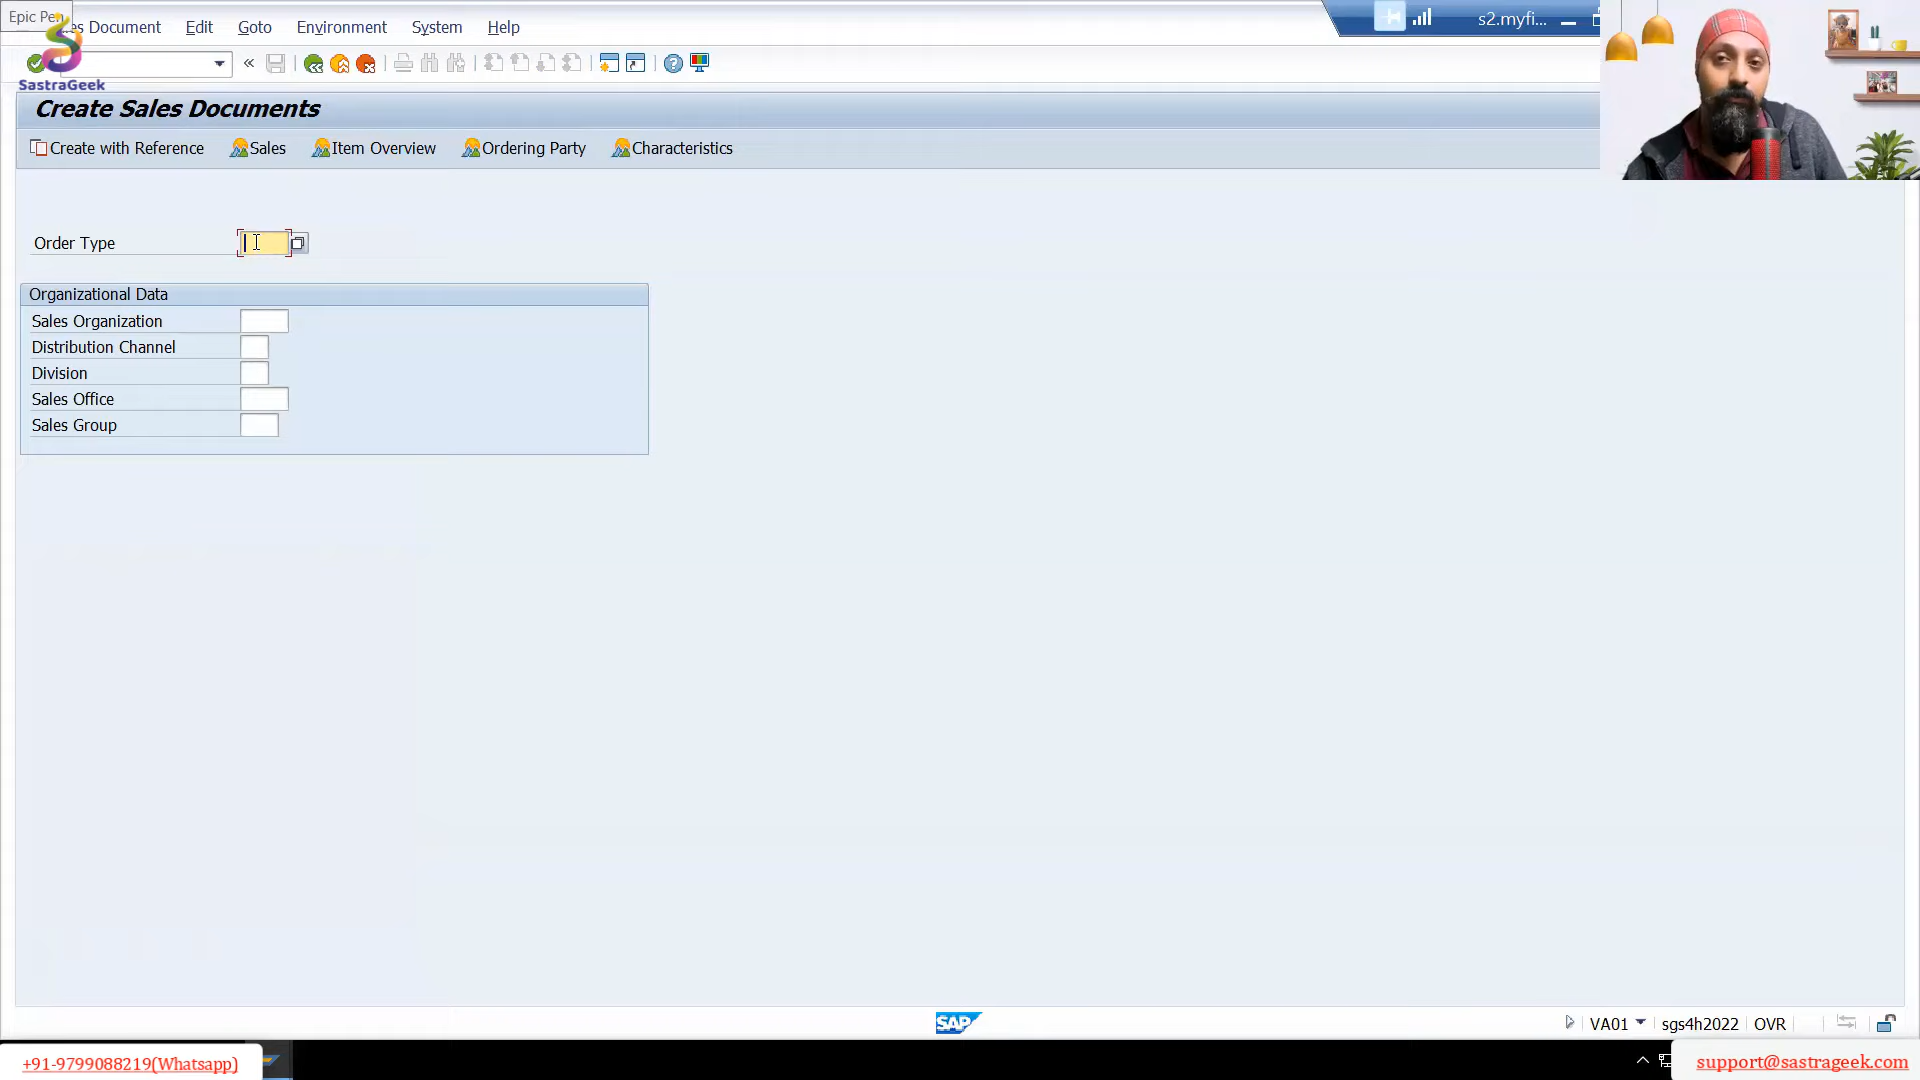 Epic Pen
es Document Edit Goto Environment System Help
s2.myfi...
SastraGeek
Create Sales Documents
Create with Reference Sales Item Overview Ordering Party Characteristics
Order Type
Organizational Data
Sales Organization
Distribution Channel
Division
Sales Office
Sales Group
SAP
VA01 sgs4h2022 OVR
+91-9799088219(Whatsapp)
support@sastrageek.com